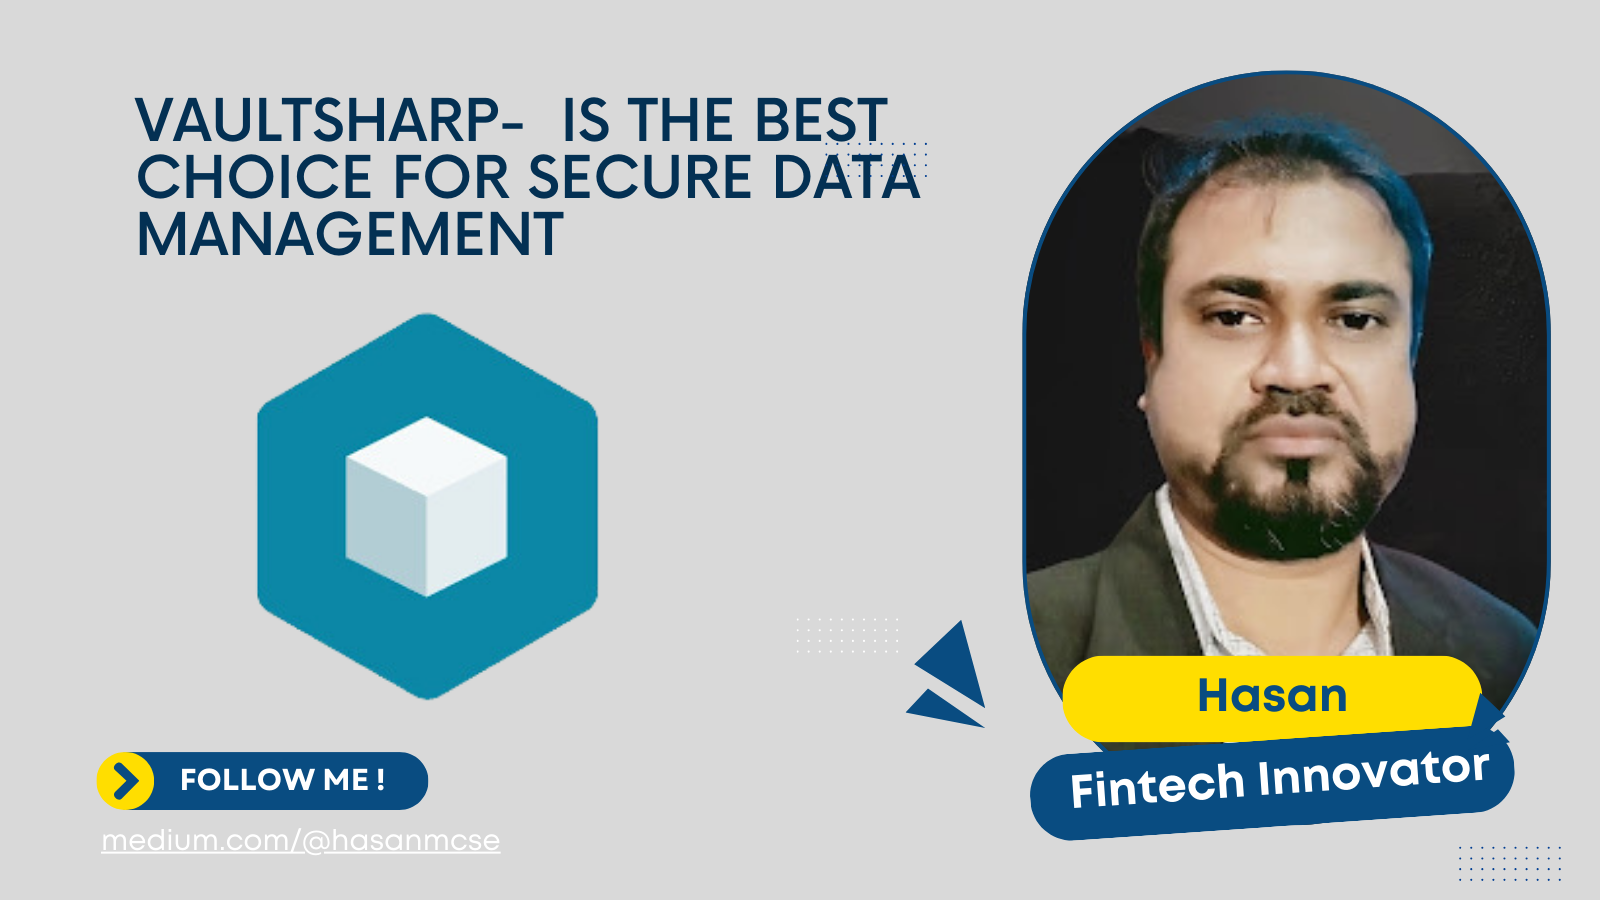 VAULTSHARP- IS THE BEST
CHOICE FOR SECURE DATA
MANAGEMENT
Hasan
Fintech Innovator
FOLLOW ME !
medium.com/@hasanmcse